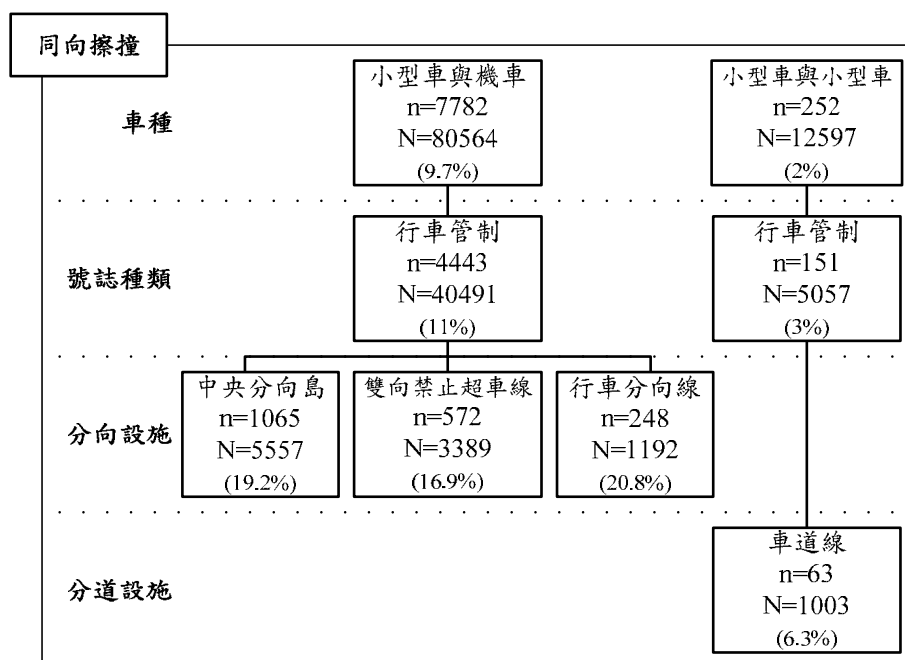 同向擦撞
車種
小型車與機車
n=7782
N=80564
(9.7%)
小型車與小型車
n=252
N=12597
(2%)
號誌種類
行車管制
n=4443
N=40491
(11%)
行車管制
n=151
N=5057
(3%)
分向設施
中央分向島
n=1065
N=5557
(19.2%)
雙向禁止超車線
n=572
N=3389
(16.9%)
行車分向線
n=248
N=1192
(20.8%)
分道設施
車道線
n=63
N=1003
(6.3%)